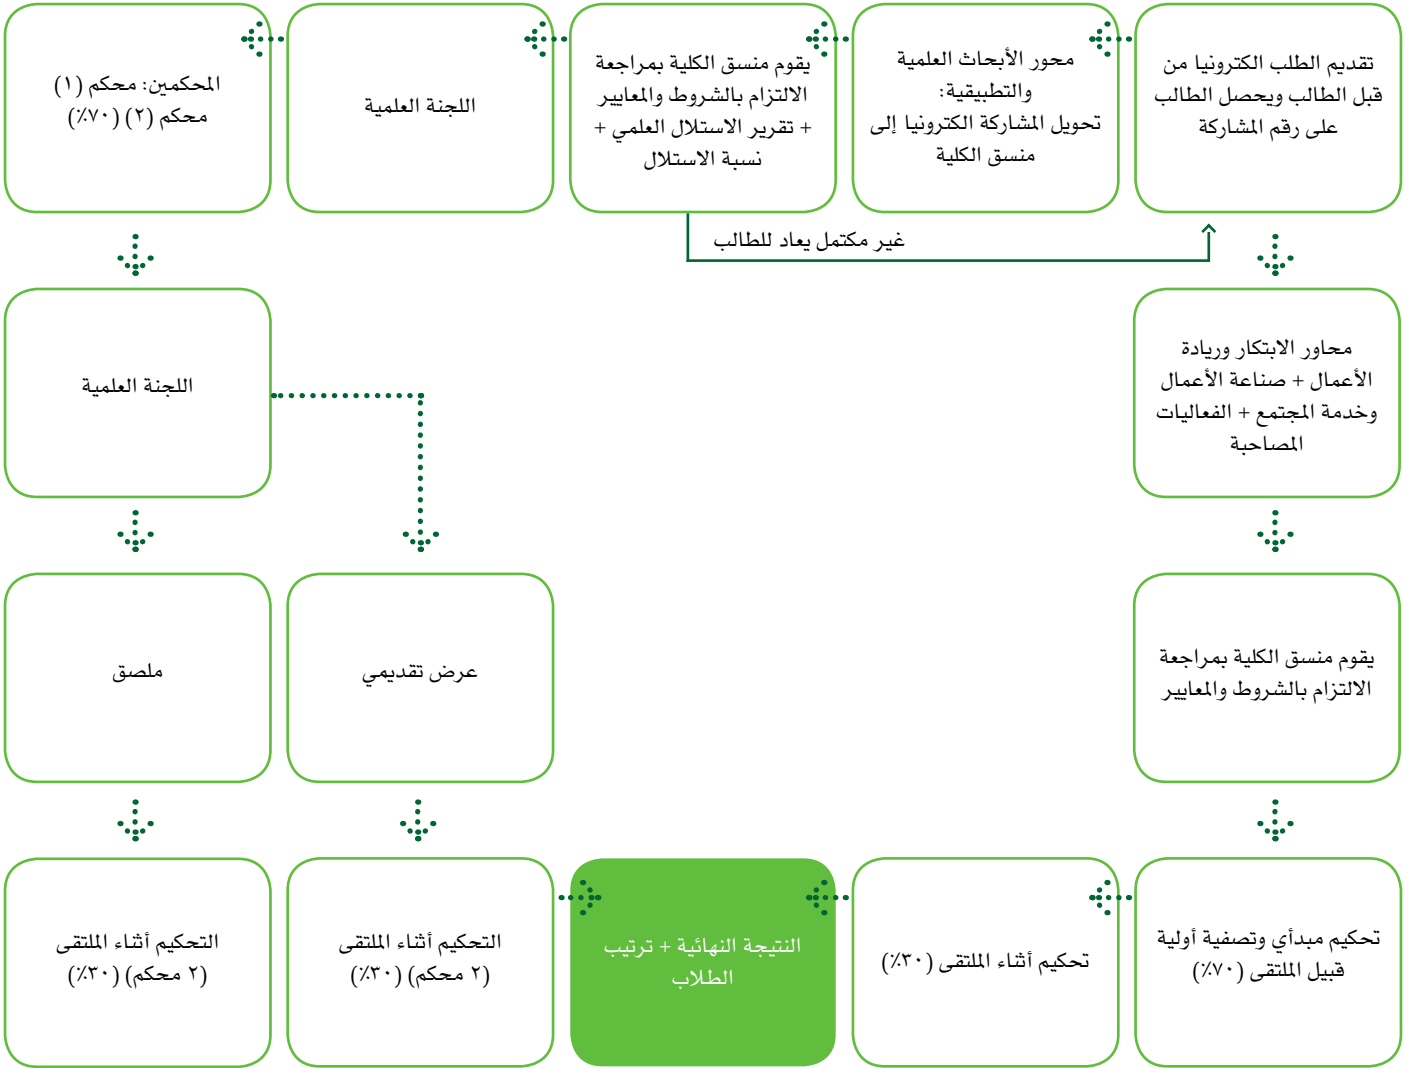 تقديم الطلب الكترونيا من
قبل الطالب ويحصل الطالب
على رقم المشاركة
محور الأبحاث العلمية
والتطبيقية:
تحويل المشاركة الكترونيا إلى
منسق الكلية
يقوم منسق الكلية بمراجعة
الالتزام بالشروط والمعايير
+ تقرير الاستلال العلمي +
نسبة الاستلال
اللجنة العلمية
المحكمين: محكم (١)
محكم (٢) (٧٠٪)
غير مكتمل يعاد للطالب
محاور الابتكار وريادة
الأعمال + صناعة الأعمال
وخدمة المجتمع + الفعاليات
المصاحبة
اللجنة العلمية
يقوم منسق الكلية بمراجعة
الالتزام بالشروط والمعايير
عرض تقديمي
ملصق
تحكيم مبدأي وتصفية أولية
قبيل الملتقى (٧٠٪)
تحكيم أثناء الملتقى (٣٠٪)
النتيجة النهائية + ترتيب
الطلاب
التحكيم أثناء الملتقى
(٢ محكم) (٣٠٪)
التحكيم أثناء الملتقى
(٢ محكم) (٣٠٪)